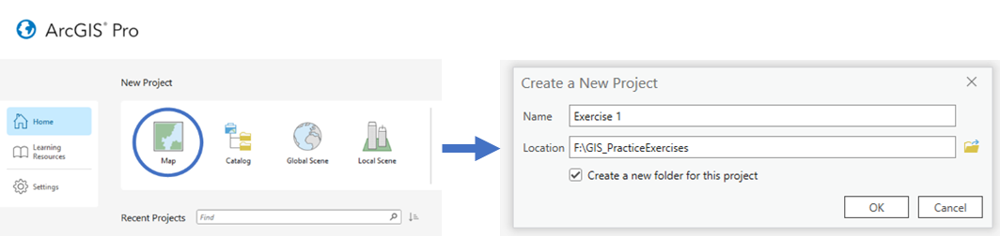 ArcGIS® Pro
New Project
Home
Learning
Resources
Settings
Map
Catalog
Global Scene
Local Scene
Recent Projects
Find
Create a New Project
Name
Exercise 1
Location
F:\GIS_PracticeExercises
Create a new folder for this project
OK
Cancel